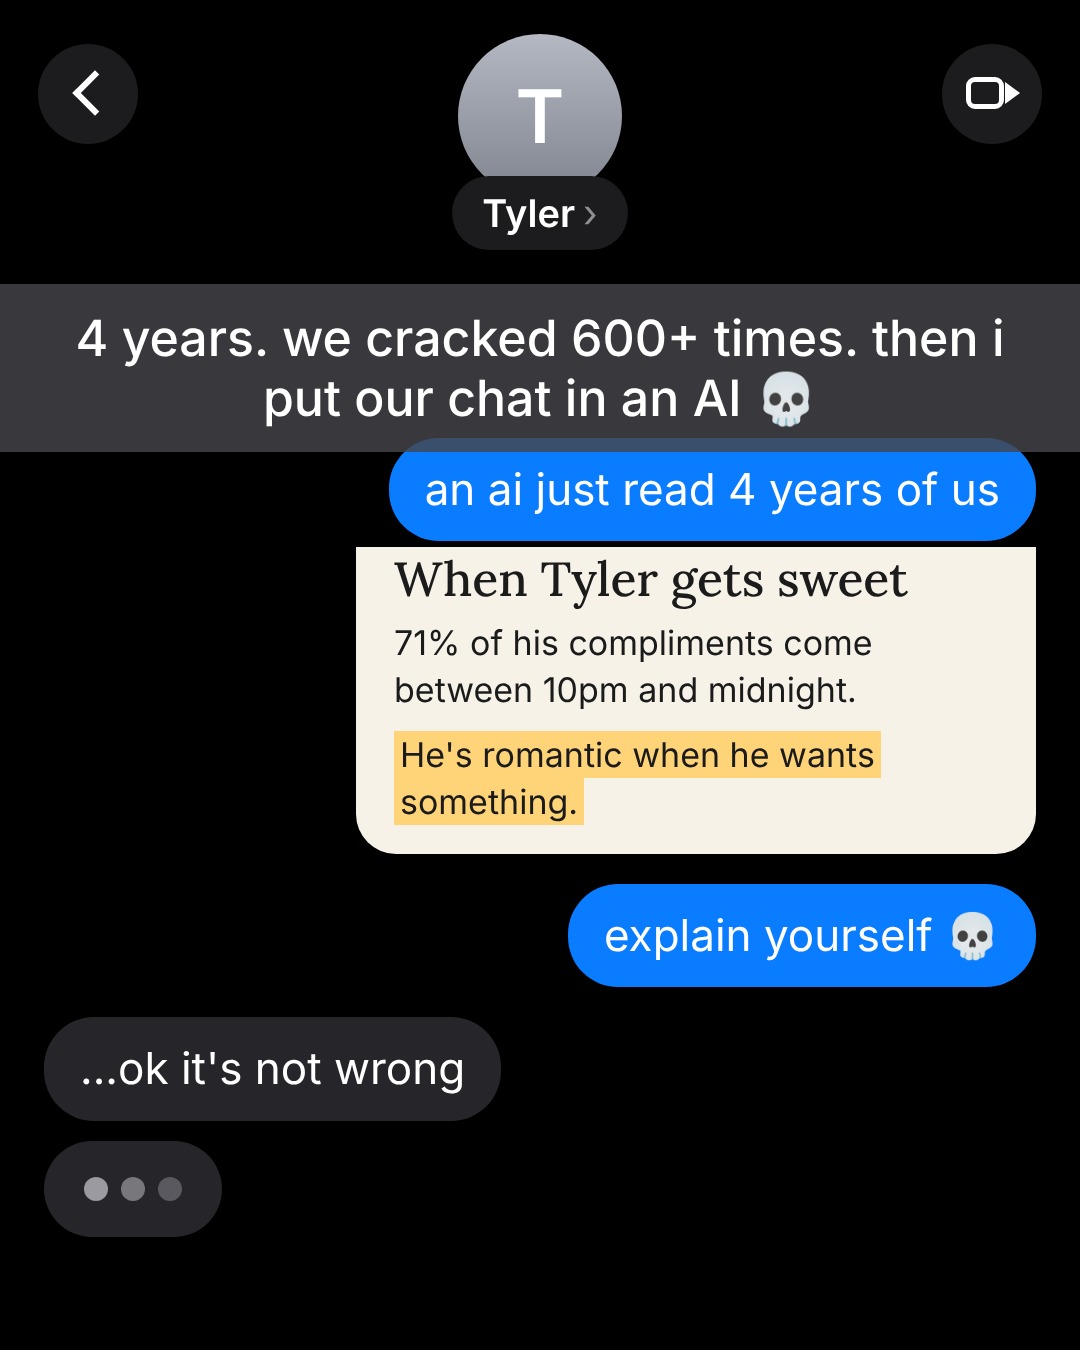 T
Tyler ›
4 years. we cracked 600+ times. then i
put our chat in an AI 💀
an ai just read 4 years of us
When Tyler gets sweet
71% of his compliments come
between 10pm and midnight.
He's romantic when he wants
something.
explain yourself 💀
...ok it's not wrong